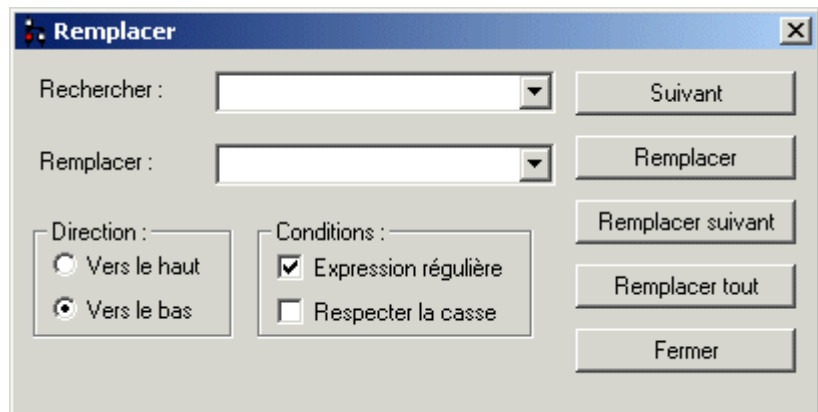 Remplacer
Rechercher :
Suivant
Remplacer :
Remplacer
Direction :
Vers le haut
Vers le bas
Conditions :
Expression régulière
Respecter la casse
Remplacer suivant
Remplacer tout
Fermer